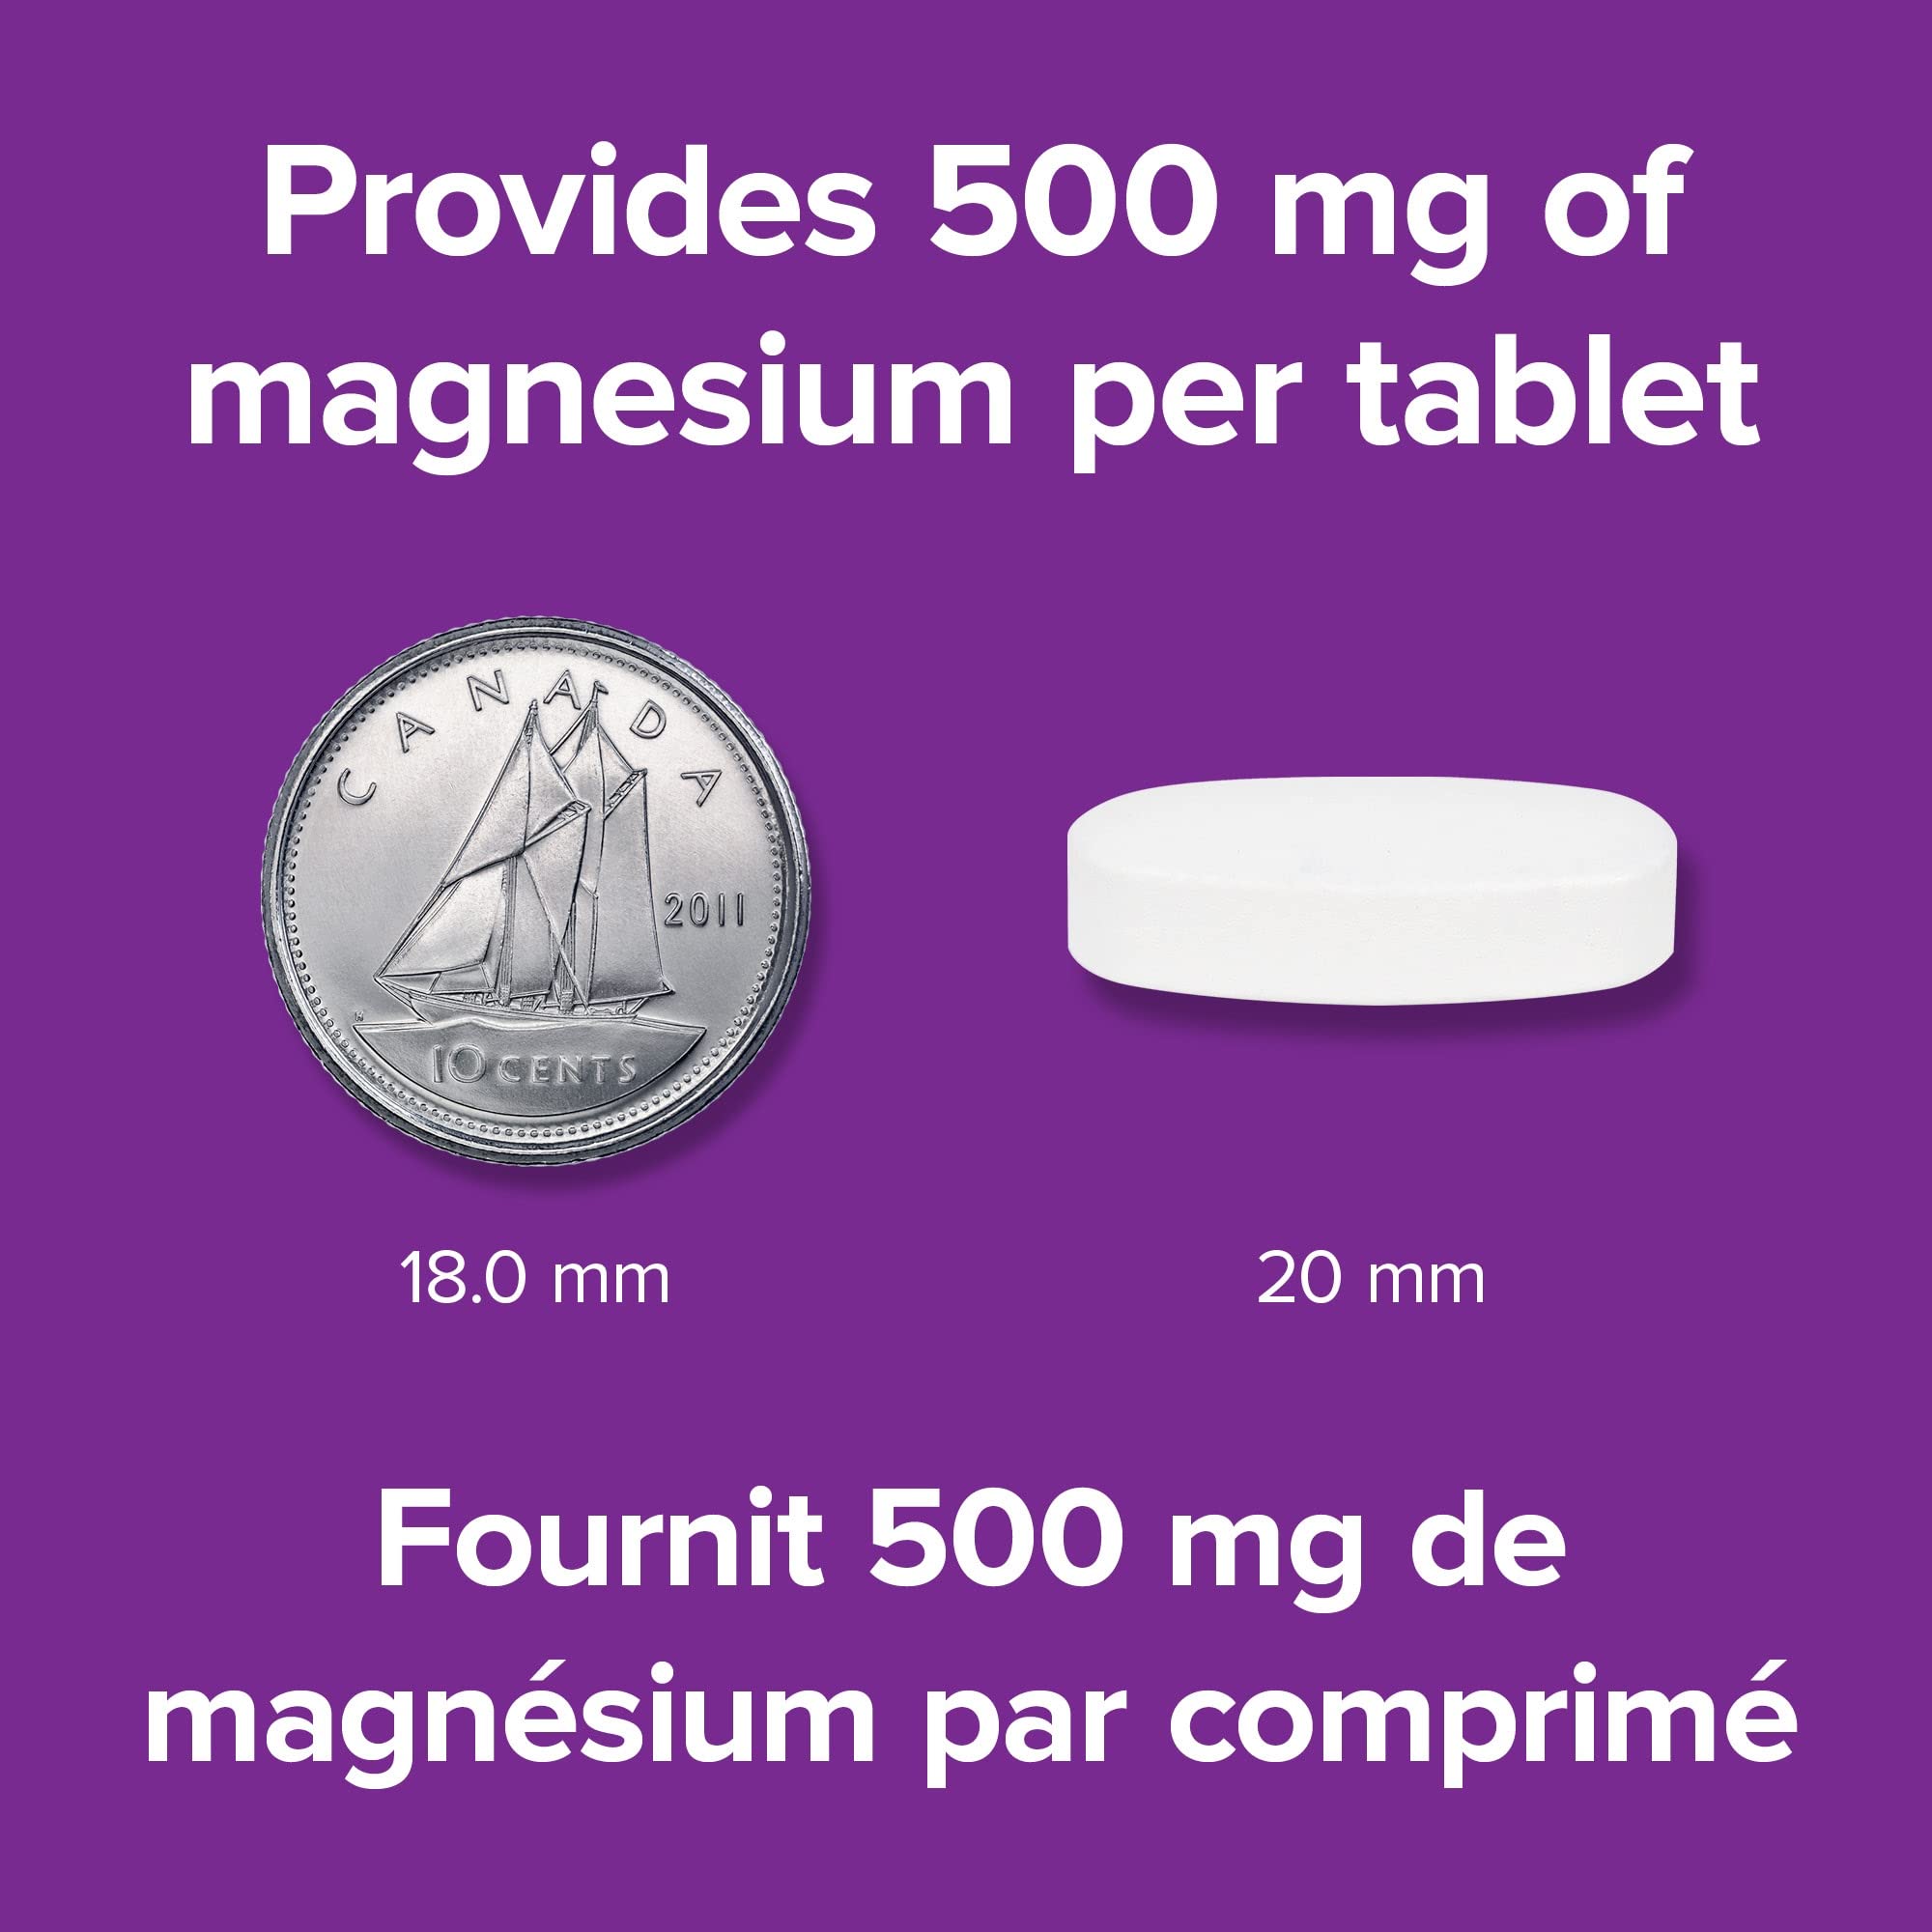 Provides 500 mg of
magnesium per tablet
CANADA
2011
10 CENTS
18.0 mm
20 mm
Fournit 500 mg de
magnésium par comprimé